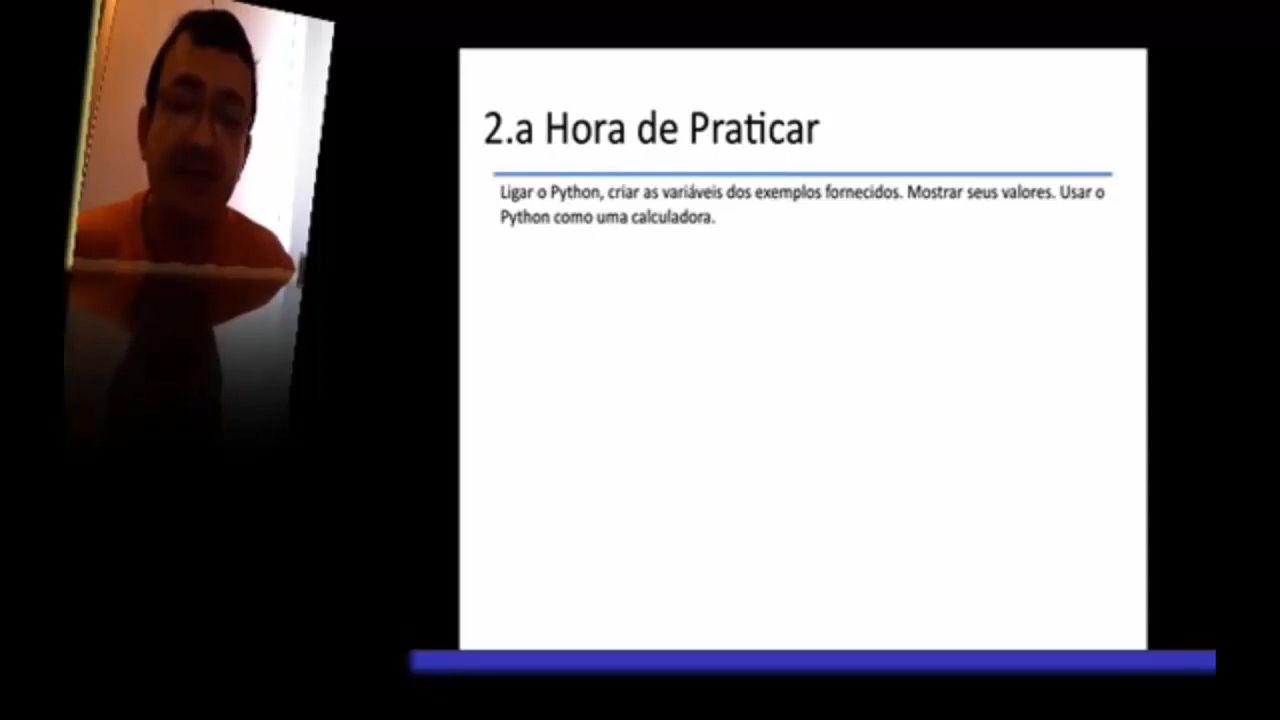 2.a Hora de Praticar
Ligar o Python, criar as variáveis dos exemplos fornecidos. Mostrar seus valores. Usar o
Python como uma calculadora.